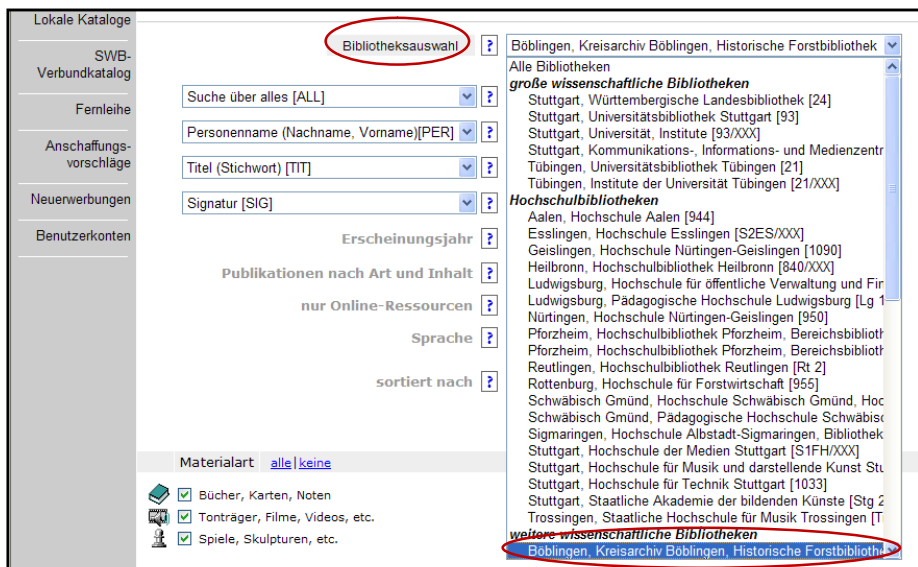 Lokale Kataloge
SWB-
Verbundkatalog
Fernleihe
Anschaffungs-
vorschläge
Neuerwerbungen
Benutzerkonten
Bibliotheksauswahl ?
Suche über alles [ALL] ?
Personenname (Nachname, Vorname)[PER] ?
Titel (Stichwort) [TIT] ?
Signatur [SIG] ?
Erscheinungsjahr ?
Publikationen nach Art und Inhalt ?
nur Online-Ressourcen ?
Sprache ?
sortiert nach ?
Böblingen, Kreisarchiv Böblingen, Historische Forstbibliothek
Alle Bibliotheken
große wissenschaftliche Bibliotheken
Stuttgart, Württembergische Landesbibliothek [24]
Stuttgart, Universitätsbibliothek Stuttgart [93]
Stuttgart, Universität, Institute [93/XXX]
Stuttgart, Kommunikations-, Informations- und Medienzentr
Tübingen, Universitätsbibliothek Tübingen [21]
Tübingen, Institute der Universität Tübingen [21/XXX]
Hochschulbibliotheken
Aalen, Hochschule Aalen [944]
Esslingen, Hochschule Esslingen [S2ES/XXX]
Geislingen, Hochschule Nürtingen-Geislingen [1090]
Heilbronn, Hochschulbibliothek Heilbronn [840/XXX]
Ludwigsburg, Hochschule für öffentliche Verwaltung und Fin
Ludwigsburg, Pädagogische Hochschule Ludwigsburg [Lg 1
Nürtingen, Hochschule Nürtingen-Geislingen [950]
Pforzheim, Hochschulbibliothek Pforzheim, Bereichsbiblioth
Pforzheim, Hochschulbibliothek Pforzheim, Bereichsbiblioth
Reutlingen, Hochschulbibliothek Reutlingen [Rt 2]
Rottenburg, Hochschule für Forstwirtschaft [955]
Schwäbisch Gmünd, Hochschule Schwäbisch Gmünd, Hoc
Schwäbisch Gmünd, Pädagogische Hochschule Schwäbisc
Sigmaringen, Hochschule Albstadt-Sigmaringen, Bibliothek
Stuttgart, Hochschule der Medien Stuttgart [S1FH/XXX]
Stuttgart, Hochschule für Musik und darstellende Kunst Stu
Stuttgart, Hochschule für Technik Stuttgart [1033]
Stuttgart, Staatliche Akademie der bildenden Künste [Stg 2
Trossingen, Staatliche Hochschule für Musik Trossingen [T
weitere wissenschaftliche Bibliotheken
Böblingen, Kreisarchiv Böblingen, Historische Forstbibliothe
Materialart alle|keine
Bücher, Karten, Noten
Tonträger, Filme, Videos, etc.
Spiele, Skulpturen, etc.